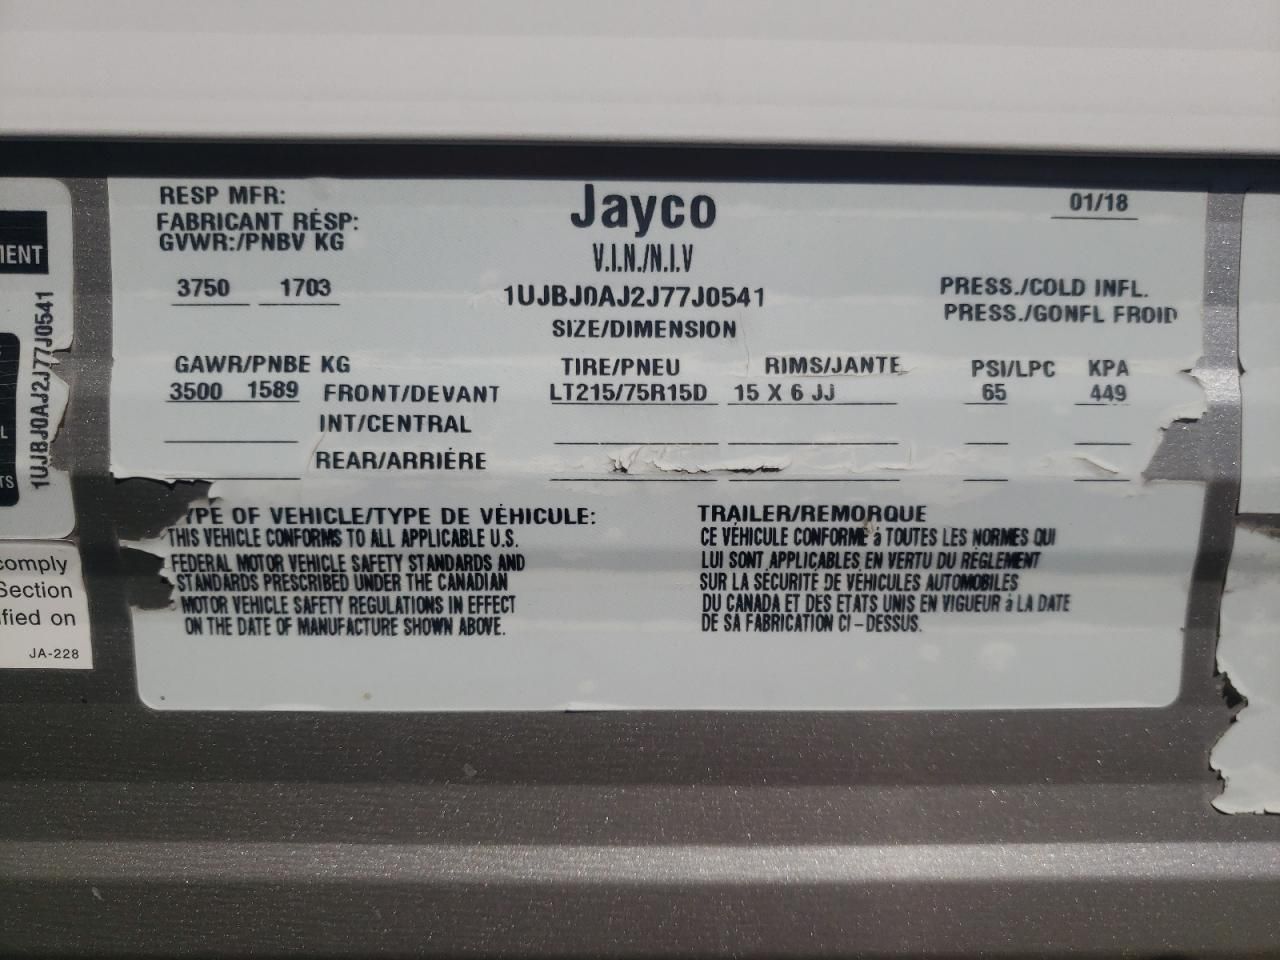 RESP MFR:
FABRICANT RÉSP:
GVWR:/PNBV KG
Jayco
01/18
V.I.N./N.I.V
3750 1703
1UJBJ0AJ2J77J0541
PRESS./COLD INFL.
PRESS./GONFL FROID
SIZE/DIMENSION
GAWR/PNBE KG TIRE/PNEU RIMS/JANTE PSI/LPC KPA
3500 1589 FRONT/DEVANT LT215/75R15D 15 X 6 JJ 65 449
INT/CENTRAL
REAR/ARRIÉRE
YPE OF VEHICLE/TYPE DE VÉHICULE: TRAILER/REMORQUE
THIS VEHICLE CONFORMS TO ALL APPLICABLE U.S.
FEDERAL MOTOR VEHICLE SAFETY STANDARDS AND
STANDARDS PRESCRIBED UNDER THE CANADIAN
MOTOR VEHICLE SAFETY REGULATIONS IN EFFECT
ON THE DATE OF MANUFACTURE SHOWN ABOVE.
CE VÉHICULE CONFORME à TOUTES LES NORMES QUI
LUI SONT APPLICABLES EN VERTU DU RÉGLEMENT
SUR LA SÉCURITE DE VÉHICULES AUTOMOBILES
DU CANADA ET DES ETATS UNIS EN VIGUEUR à LA DATE
DE SA FABRICATION CI-DESSUS.
1UJBJ0AJ2J77J0541
MENT
L
TS
comply
Section
ified on
JA-228